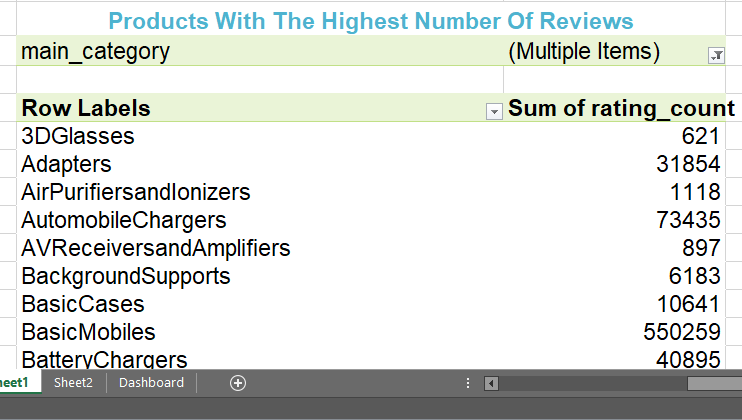 Products With The Highest Number Of Reviews
main_category (Multiple Items)
Row Labels Sum of rating_count
3DGlasses 621
Adapters 31854
AirPurifiersandIonizers 1118
AutomobileChargers 73435
AVReceiversandAmplifiers 897
BackgroundSupports 6183
BasicCases 10641
BasicMobiles 550259
BatteryChargers 40895
heet1 Sheet2 Dashboard